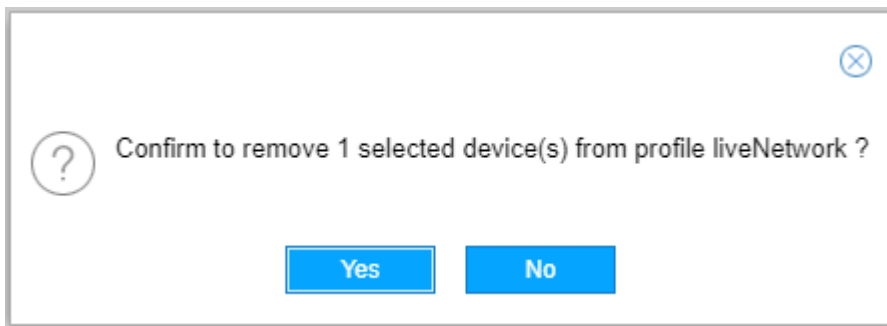 Confirm to remove 1 selected device(s) from profile liveNetwork ?
Yes
No